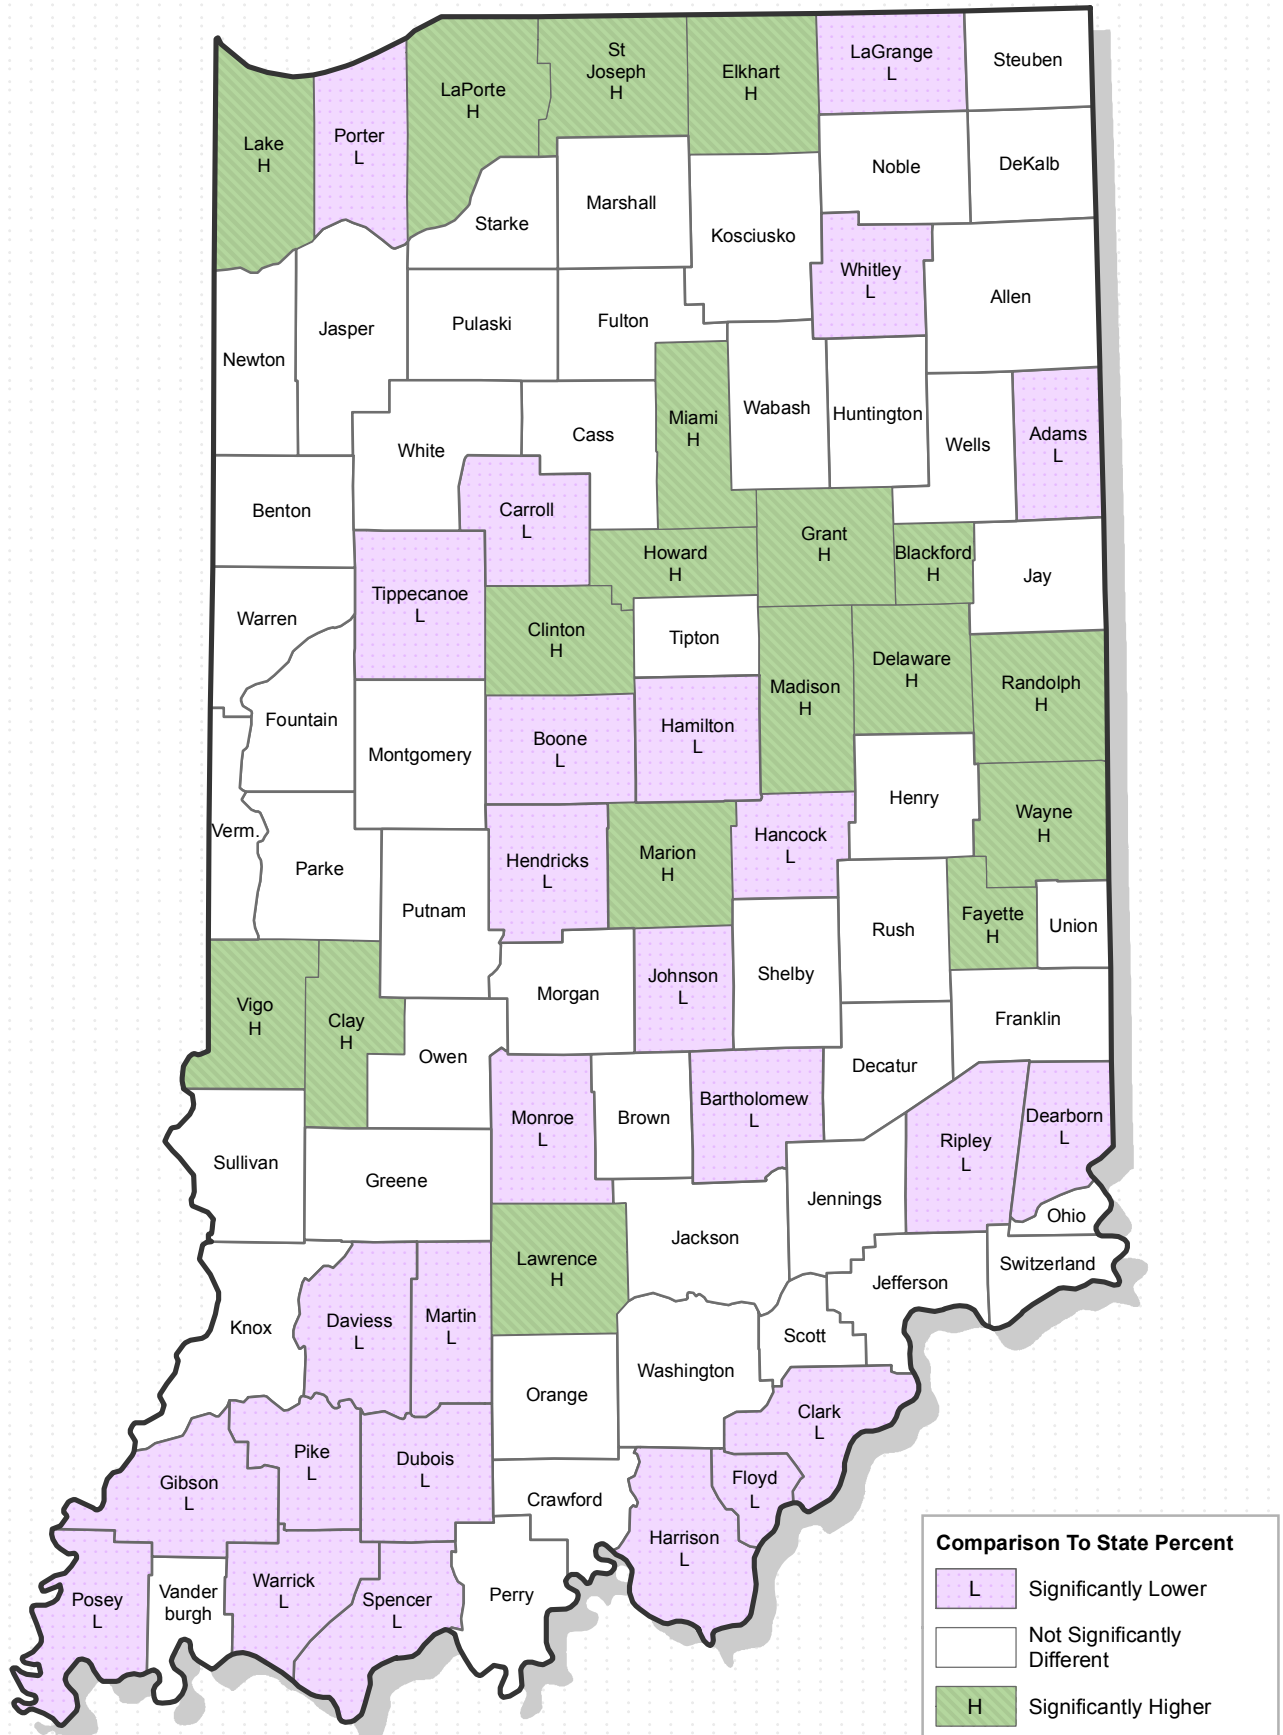 LaGrange
L
Steuben
St
Joseph
H
Elkhart
H
LaPorte
H
Lake
H
Porter
L
Noble
DeKalb
Marshall
Starke
Kosciusko
Whitley
L
Allen
Jasper
Pulaski
Fulton
Newton
Miami
H
Wabash
Huntington
Wells
Adams
L
White
Cass
Benton
Carroll
L
Howard
H
Grant
H
Blackford
H
Jay
Tippecanoe
L
Warren
Clinton
H
Tipton
Madison
H
Delaware
H
Randolph
H
Fountain
Montgomery
Boone
L
Hamilton
L
Henry
Wayne
H
Verm.
Parke
Putnam
Hendricks
L
Marion
H
Hancock
L
Rush
Fayette
H
Union
Vigo
H
Clay
H
Owen
Morgan
Johnson
L
Shelby
Franklin
Decatur
Monroe
L
Brown
Bartholomew
L
Ripley
L
Dearborn
L
Sullivan
Greene
Jennings
Ohio
Lawrence
H
Jackson
Jefferson
Switzerland
Knox
Daviess
L
Martin
L
Scott
Orange
Washington
Clark
L
Gibson
L
Pike
L
Dubois
L
Crawford
Floyd
L
Harrison
L
Posey
L
Vander
burgh
Warrick
L
Spencer
L
Perry
Comparison To State Percent
L Significantly Lower
Not Significantly
Different
H Significantly Higher